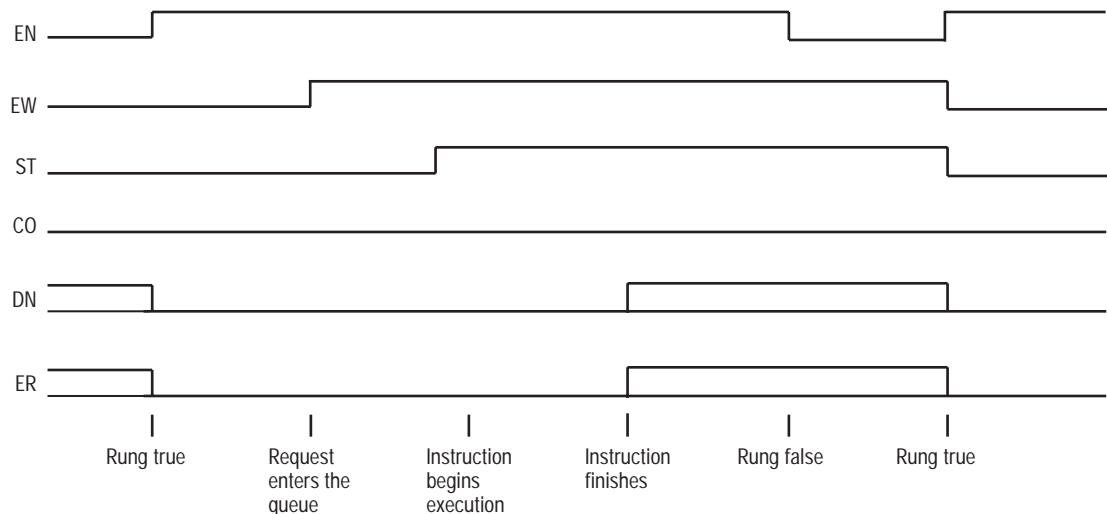 EN
EW
ST
CO
DN
ER
Rung true
Request
enters the
queue
Instruction
begins
execution
Instruction
finishes
Rung false
Rung true